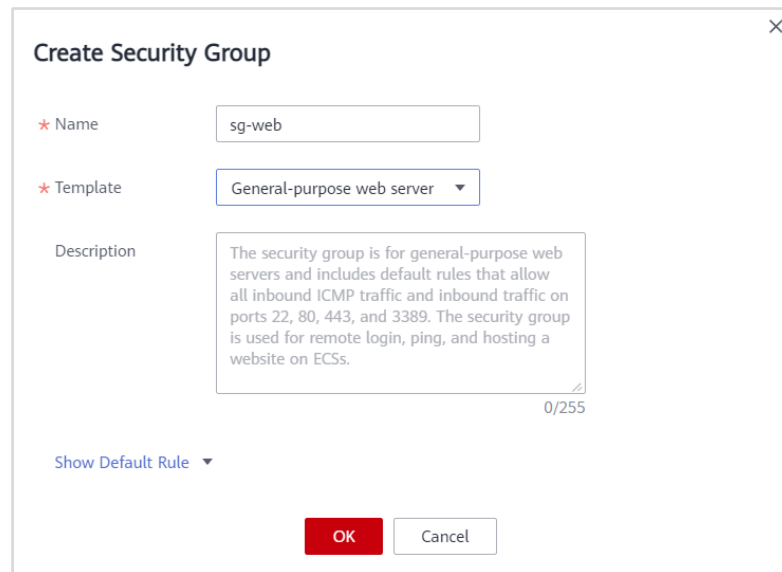 Create Security Group
* Name
sg-web
* Template
General-purpose web server
Description
The security group is for general-purpose web
servers and includes default rules that allow
all inbound ICMP traffic and inbound traffic on
ports 22, 80, 443, and 3389. The security group
is used for remote login, ping, and hosting a
website on ECSs.
0/255
Show Default Rule
OK
Cancel